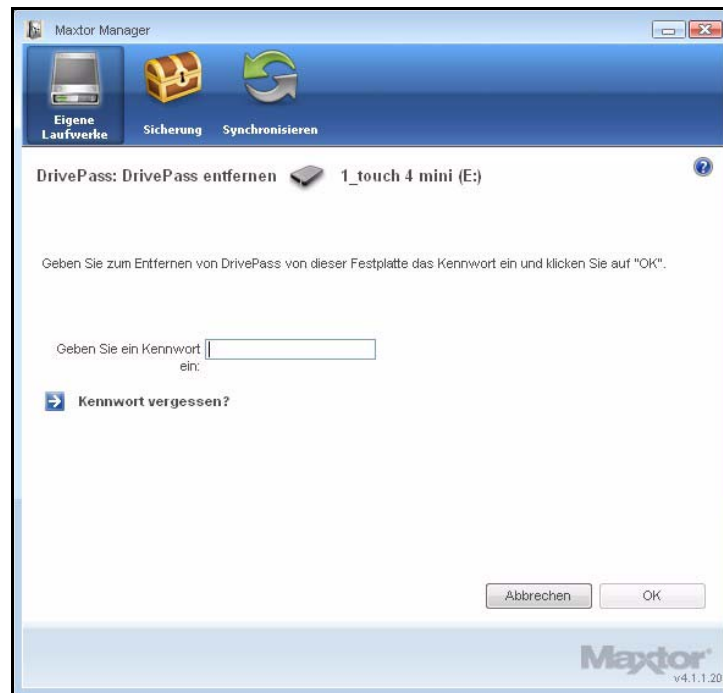 Maxtor Manager
Eigene
Laufwerke
Sicherung
Synchronisieren
DrivePass: DrivePass entfernen 1_touch 4 mini (E:)
Geben Sie zum Entfernen von DrivePass von dieser Festplatte das Kennwort ein und klicken Sie auf "OK".
Geben Sie ein Kennwort
ein:
Kennwort vergessen?
Abbrechen
OK
Maxtor
v4.1.1.20